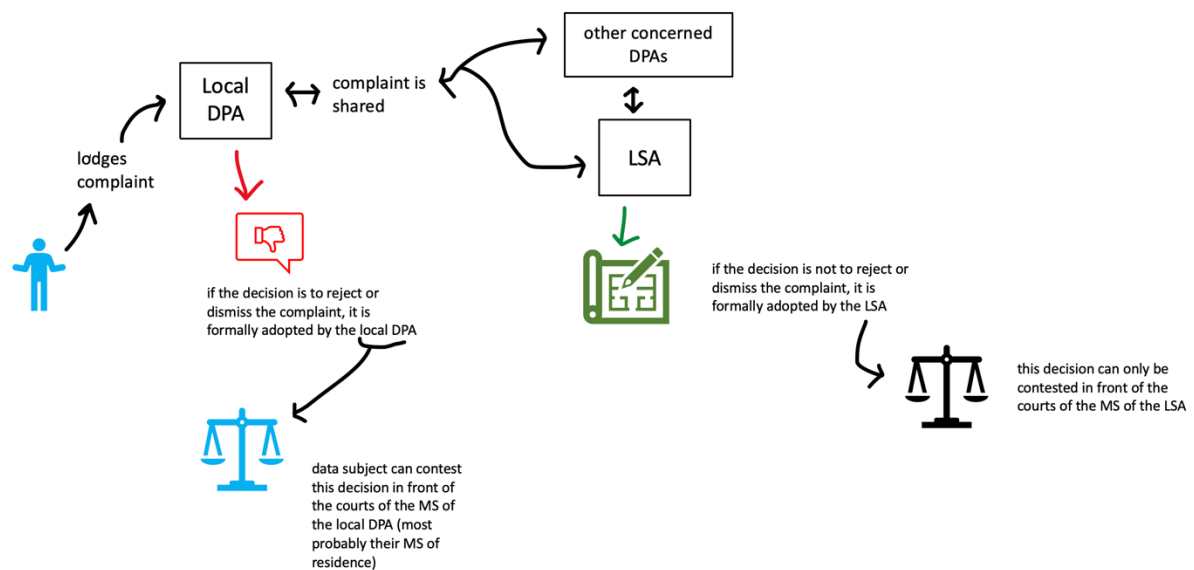 other concerned
DPAs
Local
DPA
complaint is
shared
LSA
lodges
complaint
if the decision is to reject or
dismiss the complaint, it is
formally adopted by the local DPA
if the decision is not to reject or
dismiss the complaint, it is
formally adopted by the LSA
this decision can only be
contested in front of the
courts of the MS of the LSA
data subject can contest
this decision in front of
the courts of the MS of
the local DPA (most
probably their MS of
residence)